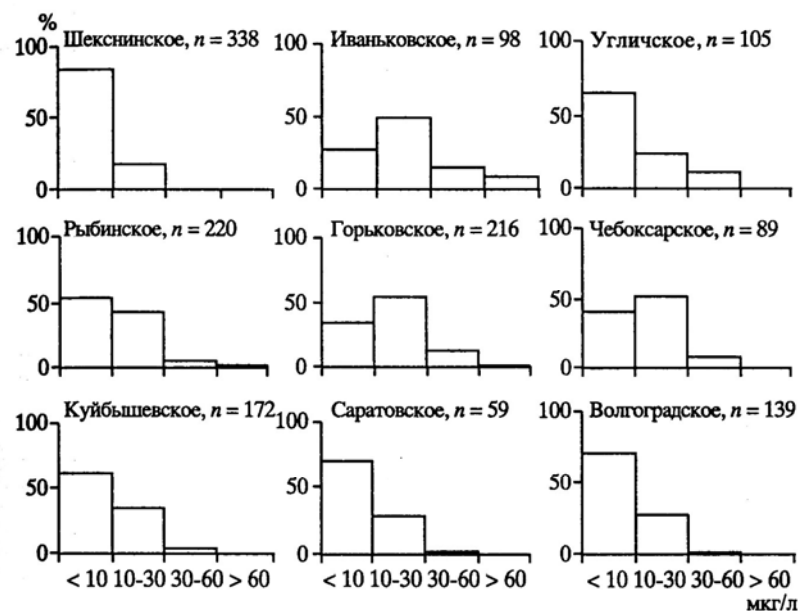 %
Шекснинское, n = 338
Иваньковское, n = 98
Угличское, n = 105
100
50
0
100
50
0
100
50
0
Рыбинское, n = 220
Горьковское, n = 216
Чебоксарское, n = 89
100
50
0
100
50
0
100
50
0
Куйбышевское, n = 172
Саратовское, n = 59
Волгоградское, n = 139
100
50
0
100
50
0
100
50
0
< 10 10-30 30-60 > 60
< 10 10-30 30-60 > 60
< 10 10-30 30-60 > 60
мкг/л